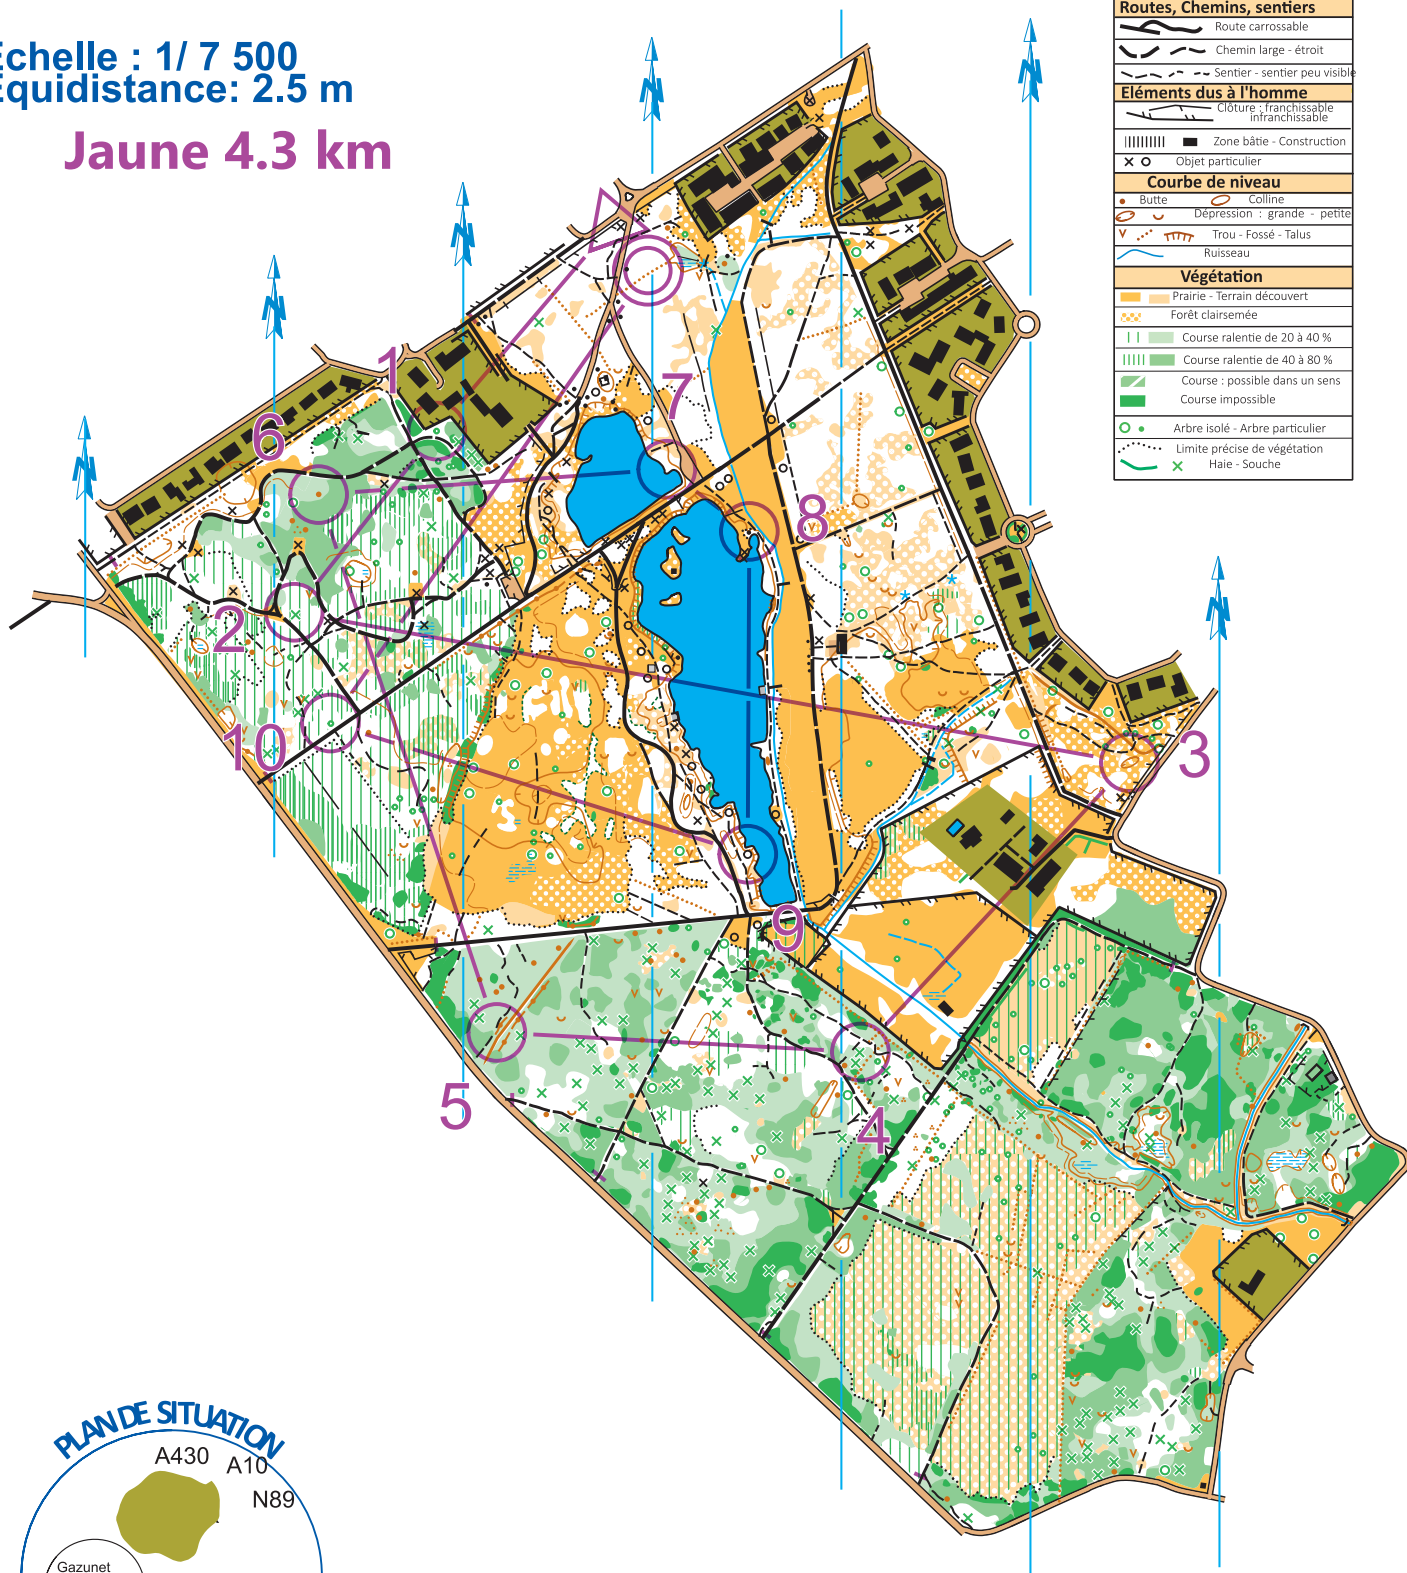 chelle : 1/ 7 500
quidistance: 2.5 m
Jaune 4.3 km
Routes, Chemins, sentiers
Route carrossable
Chemin large - étroit
Sentier - sentier peu visible
Eléments dus à l'homme
Clôture : franchissable
infranchissable
Zone bâtie - Construction
Objet particulier
Courbe de niveau
Butte Colline
Dépression : grande - petite
Trou - Fossé - Talus
Ruisseau
Végétation
Prairie - Terrain découvert
Forêt clairsemée
Course ralentie de 20 à 40 %
Course ralentie de 40 à 80 %
Course : possible dans un sens
Course impossible
Arbre isolé - Arbre particulier
Limite précise de végétation
Haie - Souche
1
7
6
8
2
10
3
9
5
4
PLAN DE SITUATION
A430 A10
N89
Gazunet